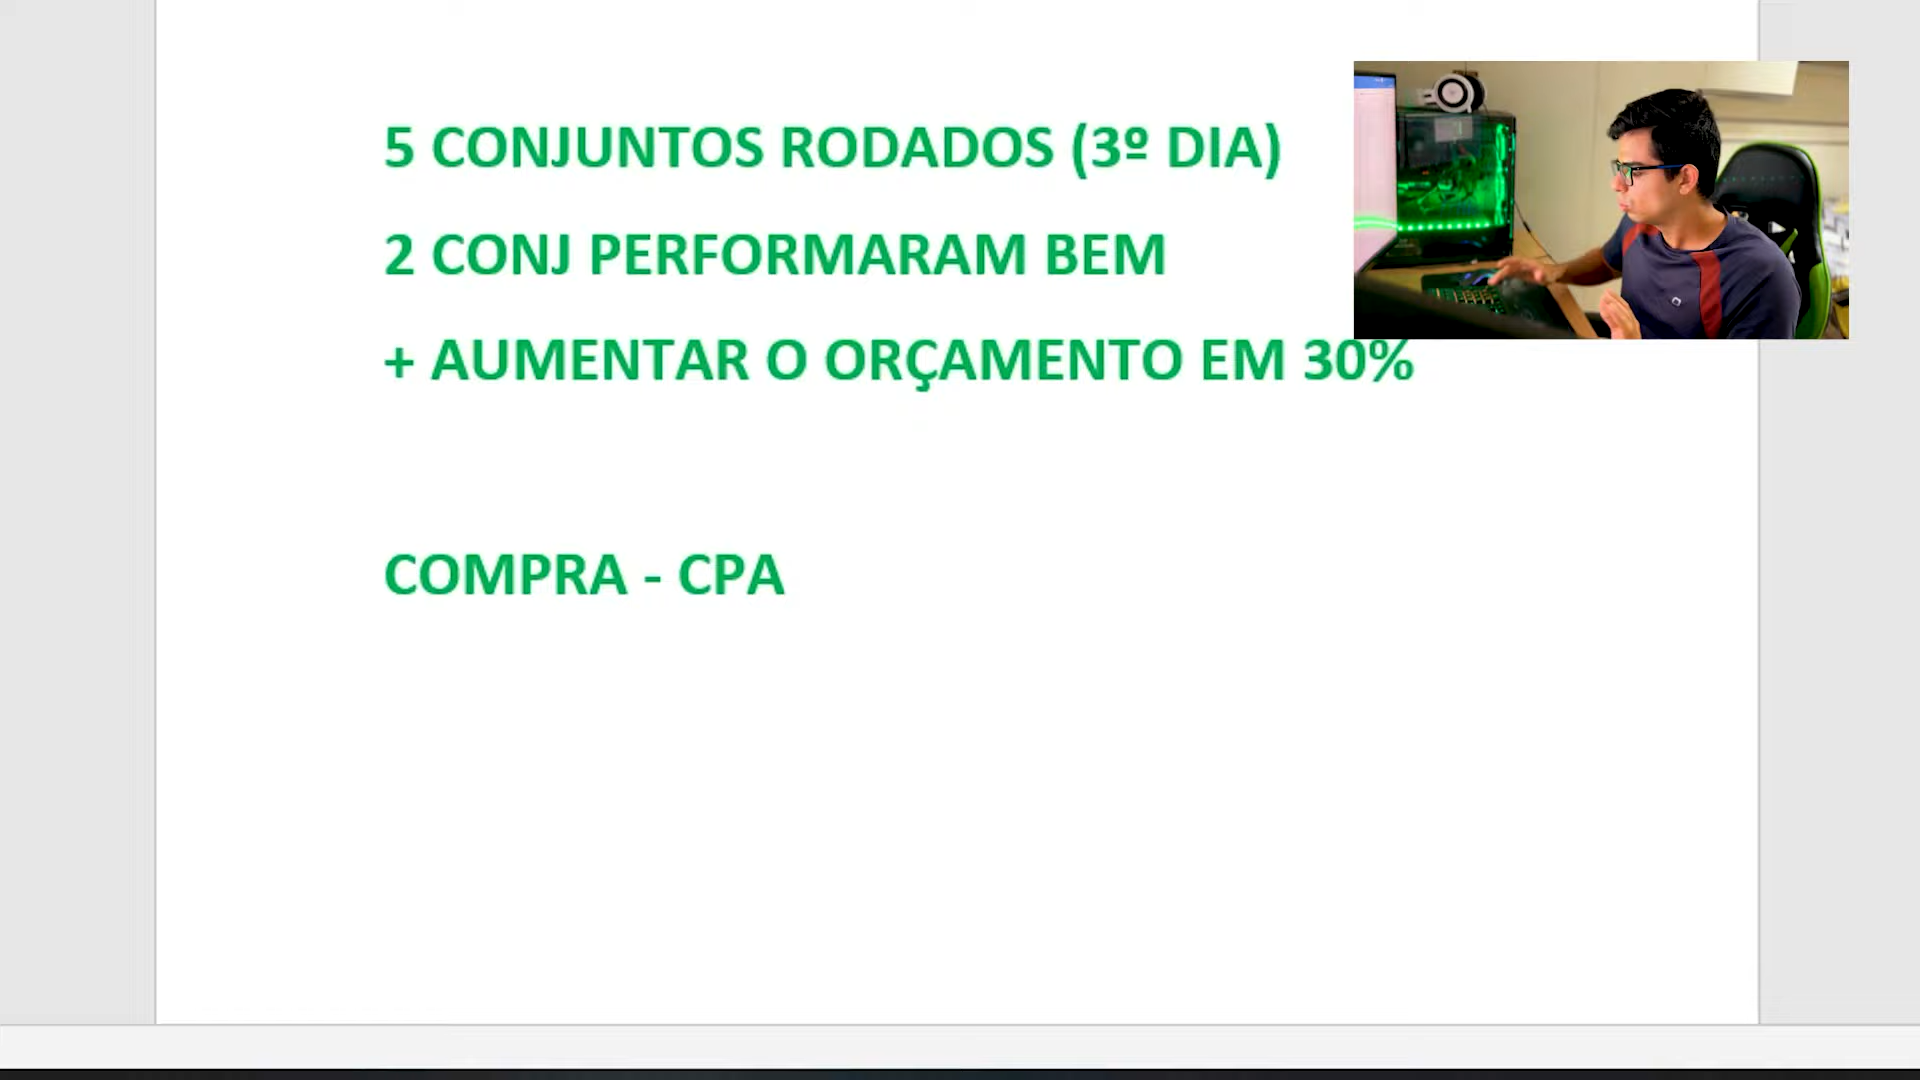 5 CONJUNTOS RODADOS (3º DIA)
2 CONJ PERFORMARAM BEM
+ AUMENTAR O ORÇAMENTO EM 30%
COMPRA - CPA